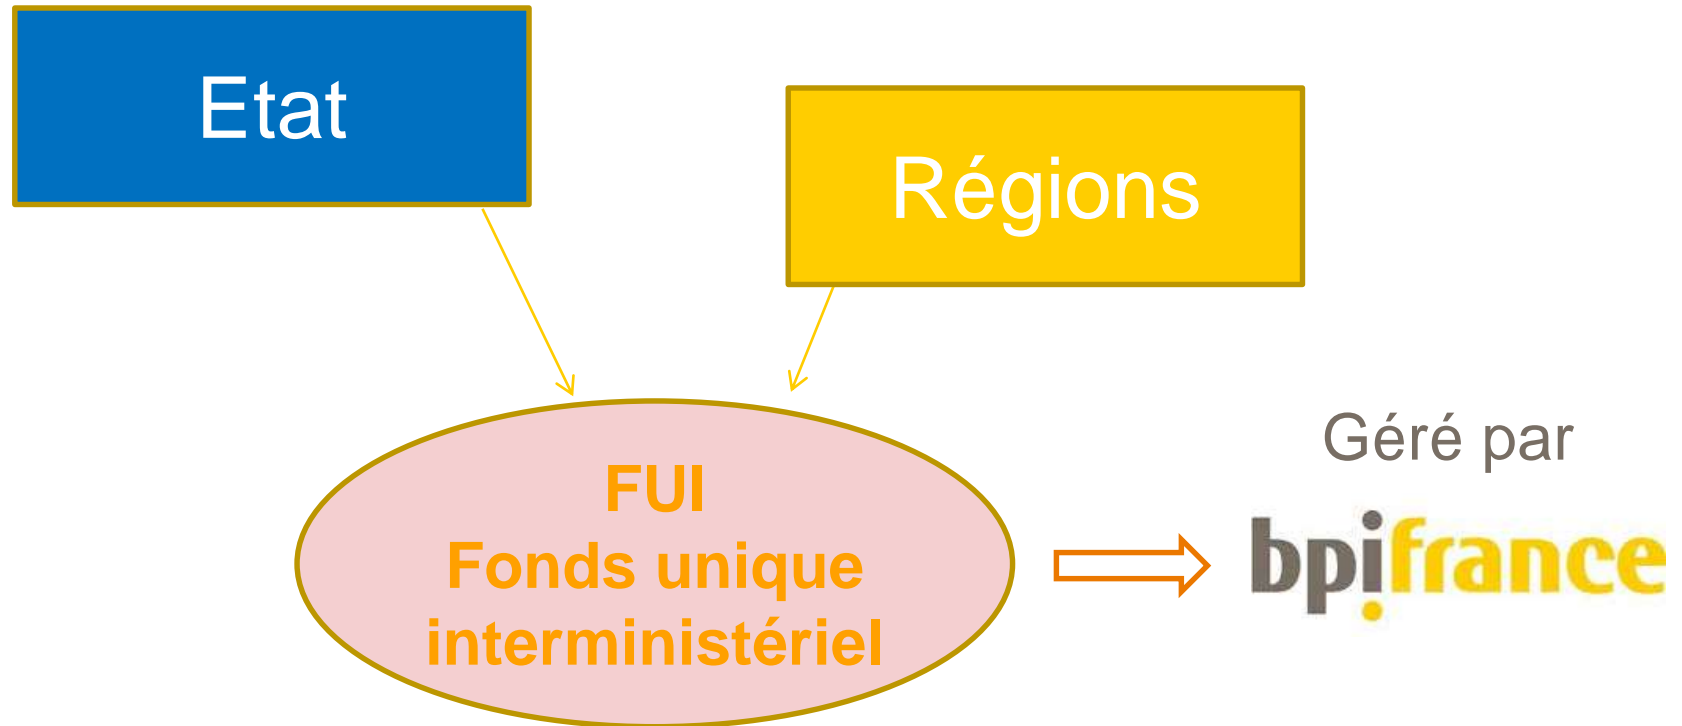 Etat
Régions
FUI
Fonds unique
interministériel
Géré par
bpifrance